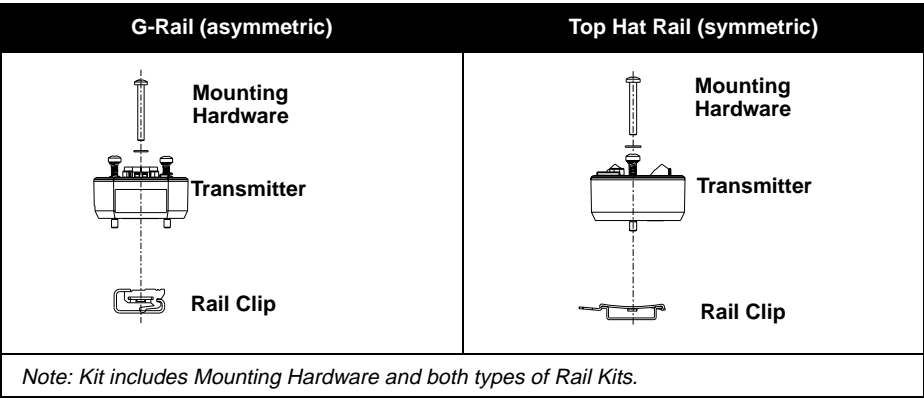 G-Rail (asymmetric)
Top Hat Rail (symmetric)
Mounting
Hardware
Transmitter
Rail Clip
Mounting
Hardware
Transmitter
Rail Clip
Note: Kit includes Mounting Hardware and both types of Rail Kits.